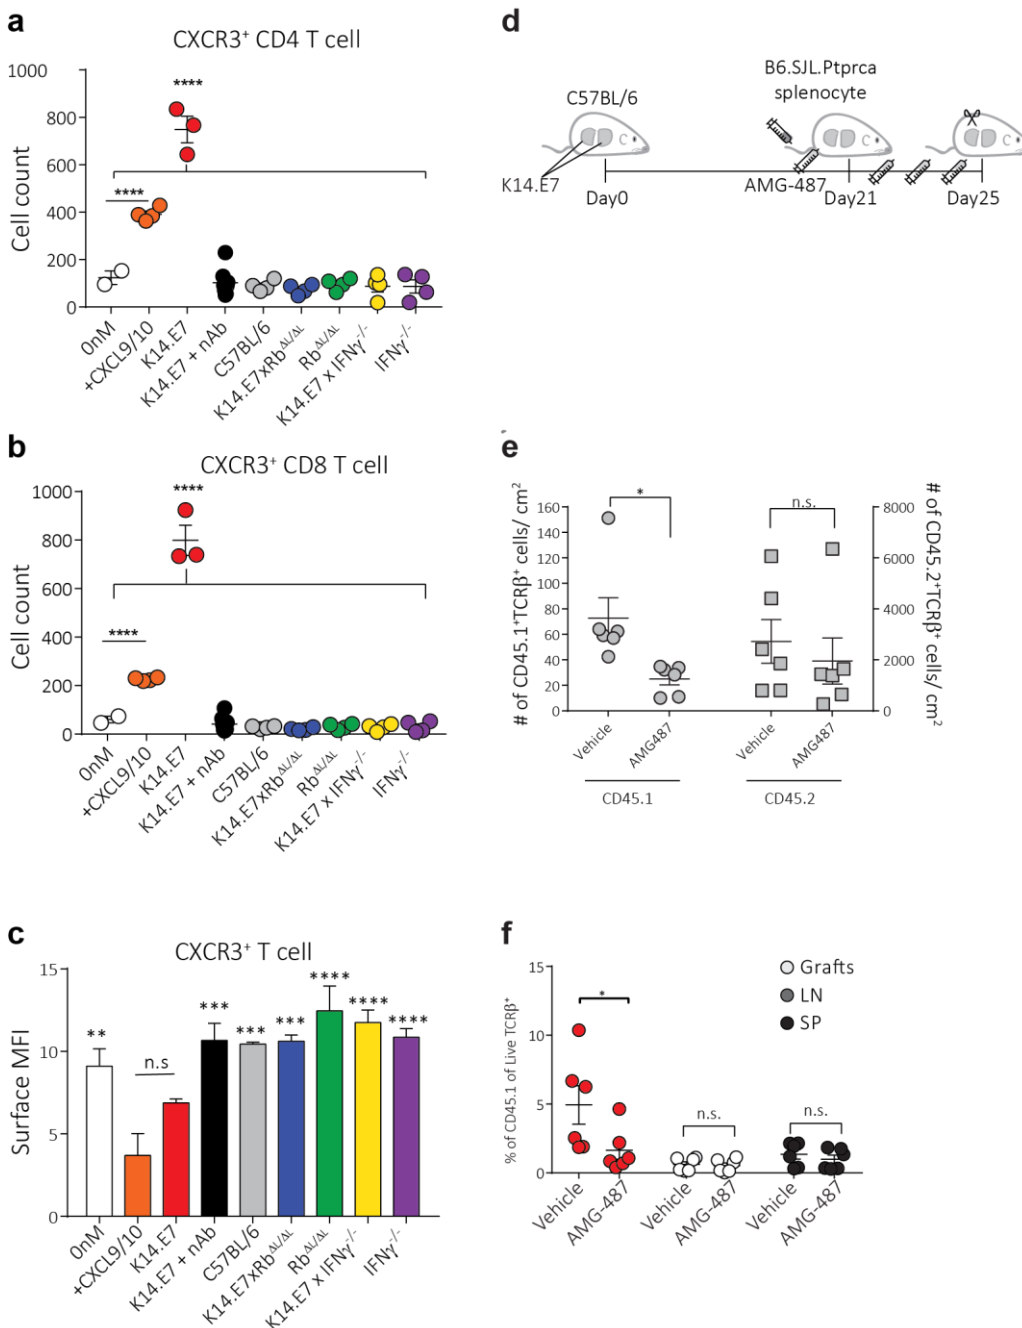 a
CXCR3⁺ CD4 T cell
Cell count
1000
800
600
400
200
0
****
****
0nM
+CXCL9/10
K14.E7
K14.E7 + nAb
C57BL/6
K14.E7xRb^ΔL/ΔL
Rb^ΔL/ΔL
K14.E7 x IFNγ⁻/⁻
IFNγ⁻/⁻
b
CXCR3⁺ CD8 T cell
Cell count
1000
800
600
400
200
0
****
****
0nM
+CXCL9/10
K14.E7
K14.E7 + nAb
C57BL/6
K14.E7xRb^ΔL/ΔL
Rb^ΔL/ΔL
K14.E7 x IFNγ⁻/⁻
IFNγ⁻/⁻
c
CXCR3⁺ T cell
Surface MFI
15
10
5
0
**
n.s
***
***
***
****
****
****
0nM
+CXCL9/10
K14.E7
K14.E7 + nAb
C57BL/6
K14.E7xRb^ΔL/ΔL
Rb^ΔL/ΔL
K14.E7 x IFNγ⁻/⁻
IFNγ⁻/⁻
d
B6.SJL.Ptprca
splenocyte
C57BL/6
K14.E7
AMG-487
Day0
Day21
Day25
e
# of CD45.1⁺TCRβ⁺ cells/ cm²
160
140
120
100
80
60
40
20
0
*
n.s.
8000
6000
4000
2000
0
# of CD45.2⁺TCRβ⁺ cells/ cm²
Vehicle
AMG487
Vehicle
AMG487
CD45.1
CD45.2
f
% of CD45.1 of Live TCRβ⁺
15
10
5
0
*
n.s.
n.s.
Grafts
LN
SP
Vehicle
AMG-487
Vehicle
AMG-487
Vehicle
AMG-487